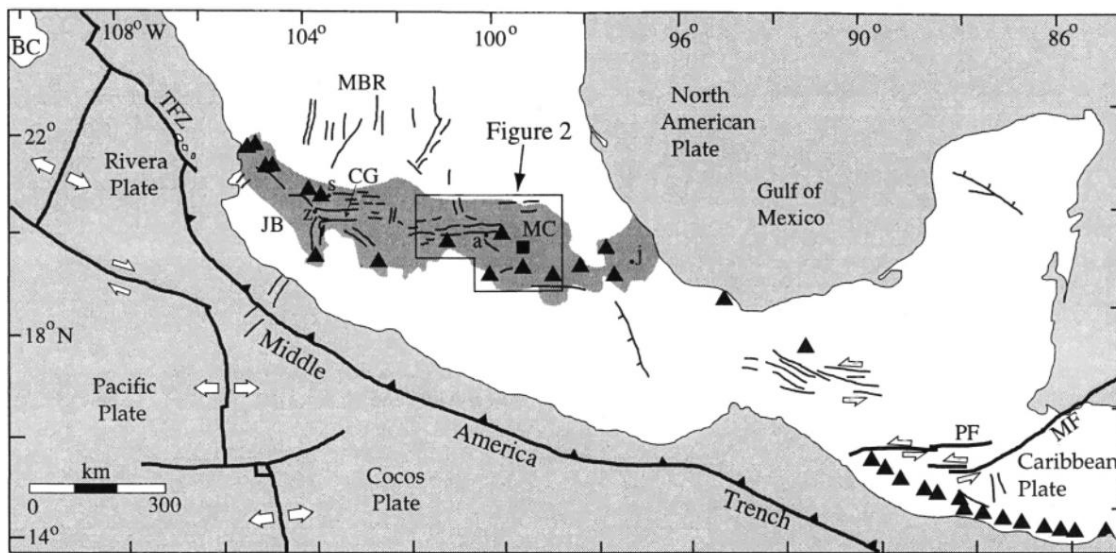 108° W
104°
100°
96°
90°
86°
BC
MBR
TFZ
22°
Figure 2
North
American
Plate
Rivera
Plate
s
CG
Gulf of
Mexico
z
JB
MC
a
j
18°N
Middle
Pacific
Plate
America
PF
MF
km
0
300
Cocos
Plate
Caribbean
Plate
Trench
14°